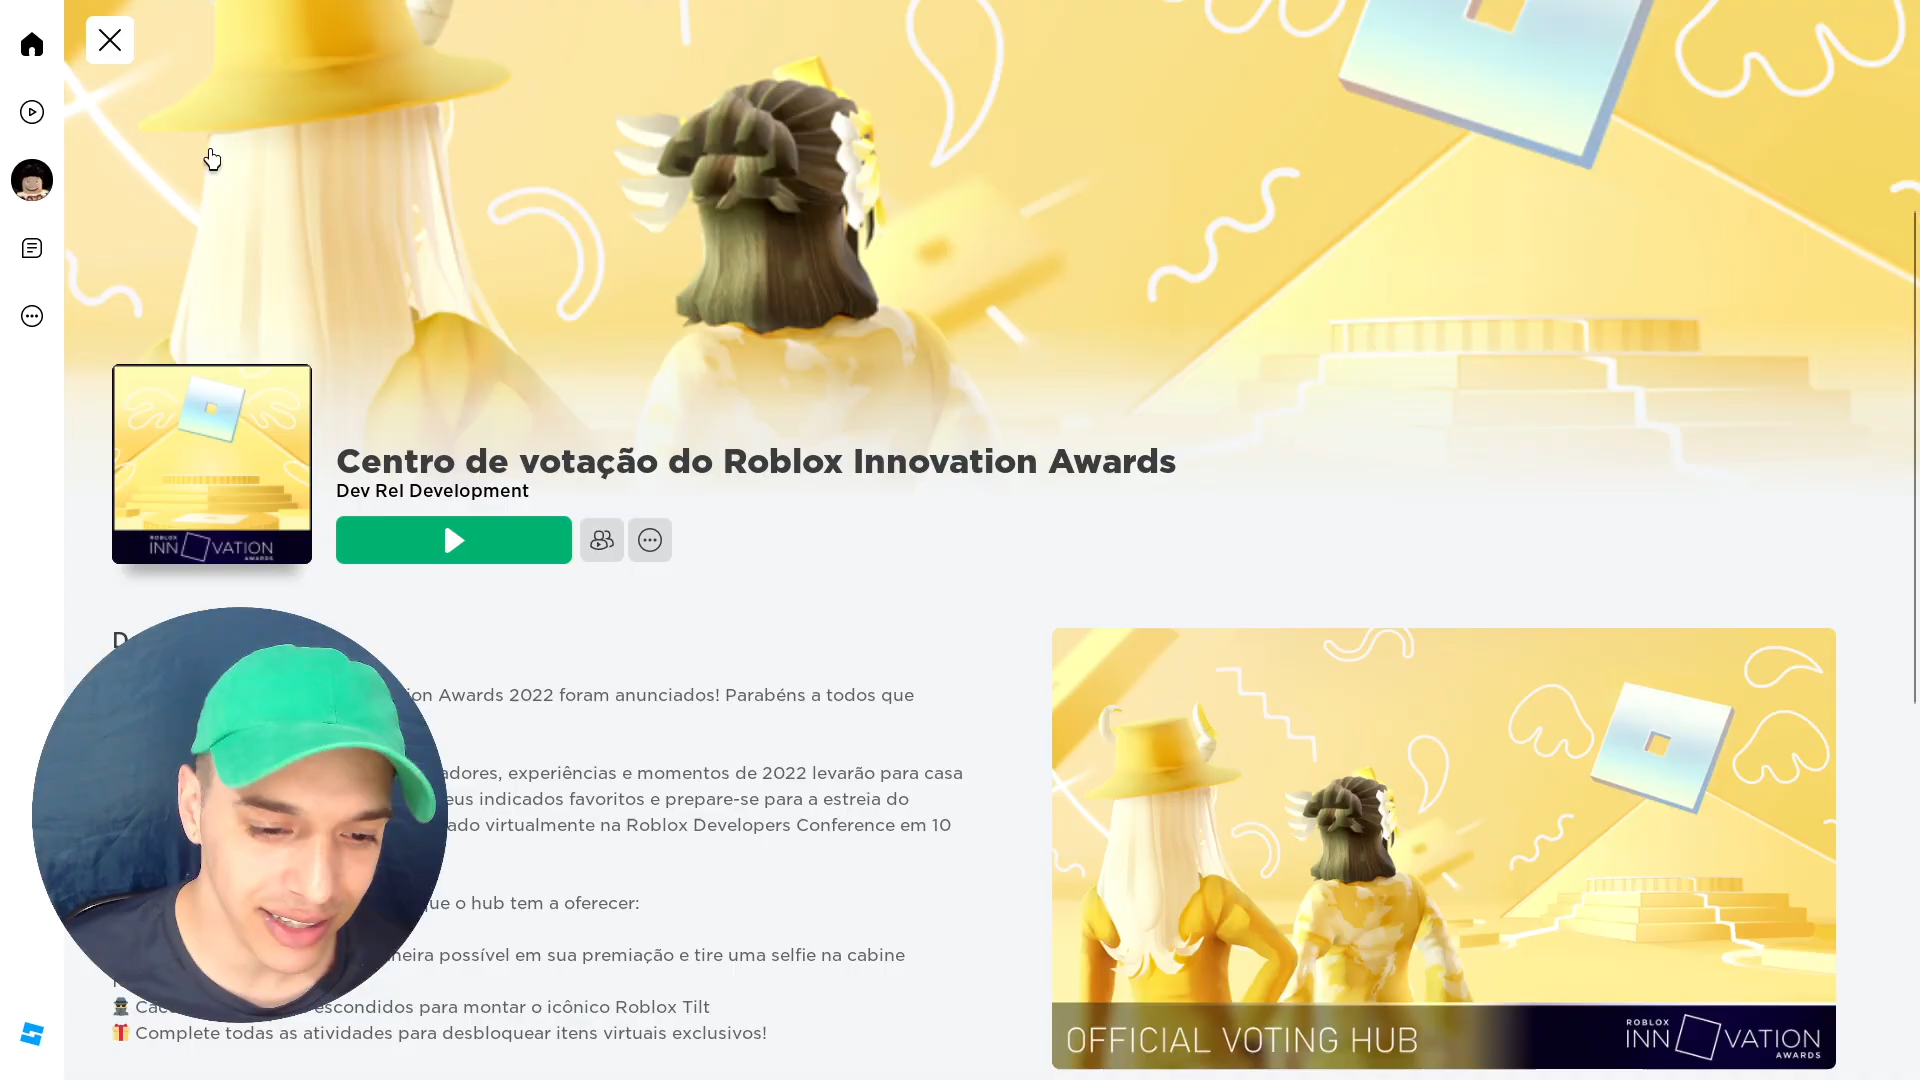 Centro de votação do Roblox Innovation Awards
Dev Rel Development
ROBLOX
INN VATION
AWARDS
D
ion Awards 2022 foram anunciados! Parabéns a todos que
adores, experiências e momentos de 2022 levarão para casa
eus indicados favoritos e prepare-se para a estreia do
ado virtualmente na Roblox Developers Conference em 10
que o hub tem a oferecer:
neira possível em sua premiação e tire uma selfie na cabine
escondidos para montar o icônico Roblox Tilt
Complete todas as atividades para desbloquear itens virtuais exclusivos!
OFFICIAL VOTING HUB
ROBLOX
INN VATION
AWARDS